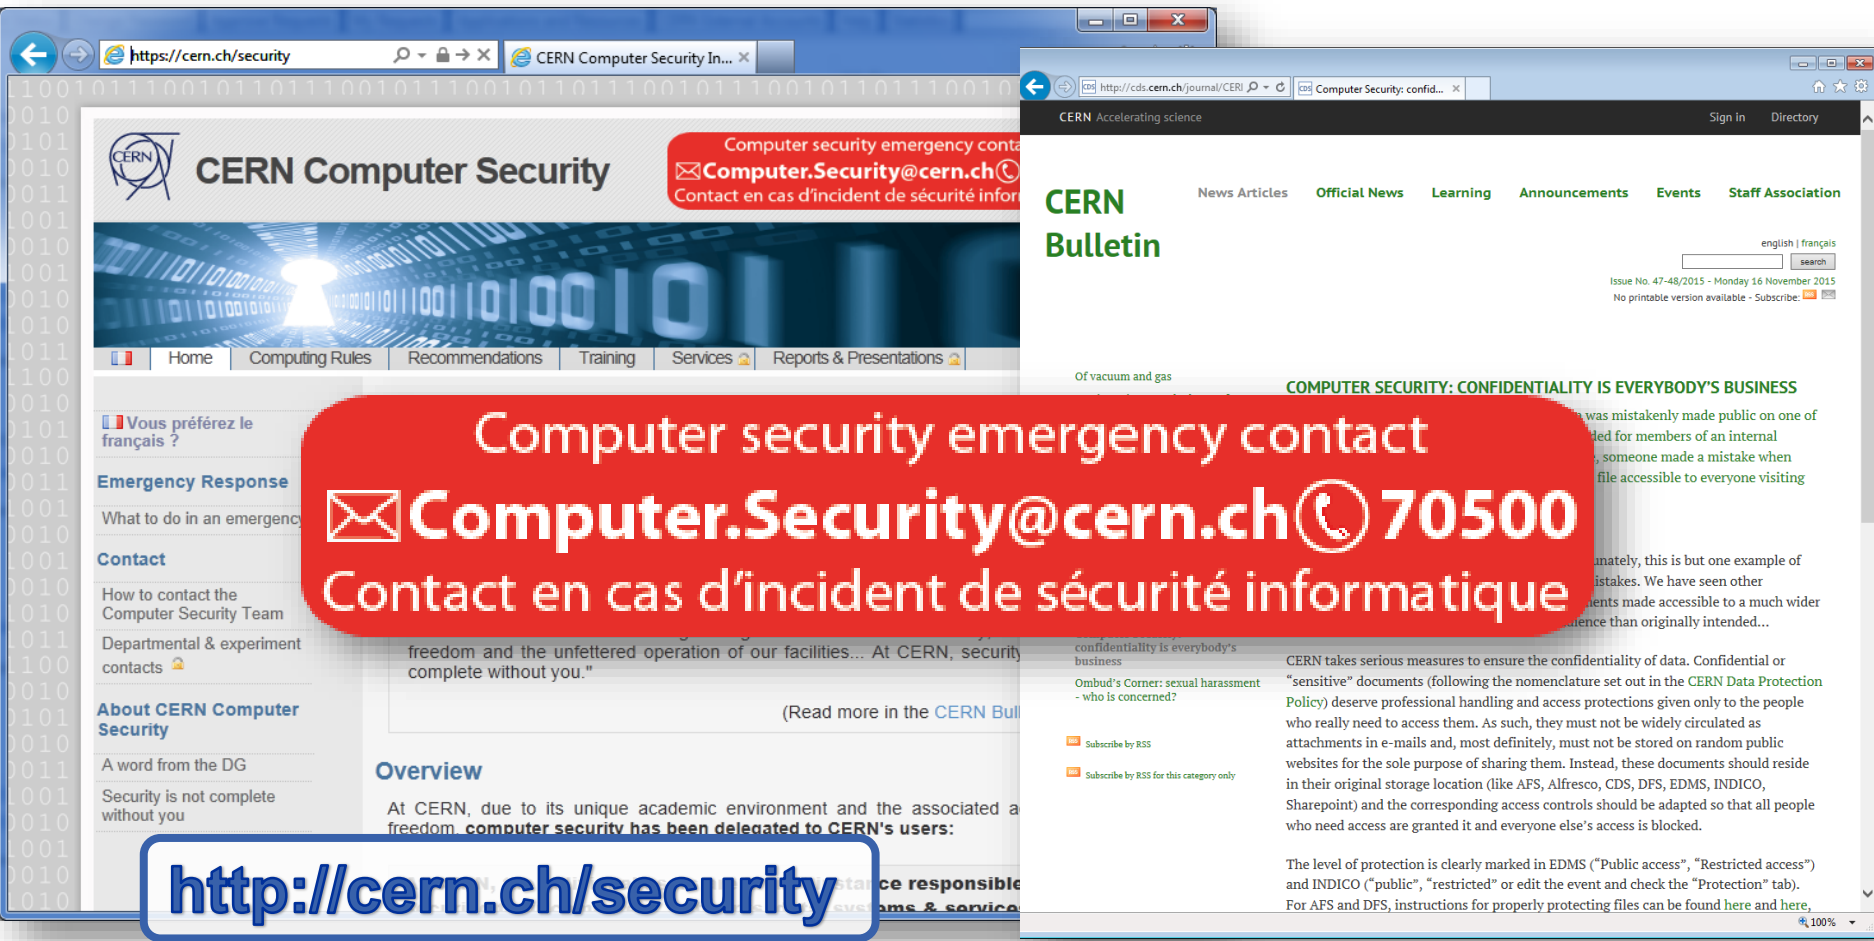 https://cern.ch/security
CERN Computer Security In...
CERN
CERN Computer Security
Computer security emergency conta
Computer.Security@cern.ch
Contact en cas d'incident de sécurité infor
Home Computing Rules Recommendations Training Services Reports & Presentations
Vous préférez le
français ?
Emergency Response
What to do in an emergency
Contact
How to contact the
Computer Security Team
Departmental & experiment
contacts
About CERN Computer
Security
A word from the DG
Security is not complete
without you
freedom and the unfettered operation of our facilities... At CERN, security
complete without you."
(Read more in the CERN Bul
Overview
At CERN, due to its unique academic environment and the associated a
freedom, computer security has been delegated to CERN's users:
ce responsible
systems & service
http://cern.ch/security
Computer security emergency contact
Computer.Security@cern.ch 70500
Contact en cas d'incident de sécurité informatique
http://cds.cern.ch/journal/CERI
Computer Security: confid...
CERN Accelerating science
Sign in Directory
CERN
Bulletin
News Articles Official News Learning Announcements Events Staff Association
english | français
search
Issue No. 47-48/2015 - Monday 16 November 2015
No printable version available - Subscribe:
Of vacuum and gas
confidentiality is everybody's
business
Ombud's Corner: sexual harassment
- who is concerned?
Subscribe by RSS
Subscribe by RSS for this category only
COMPUTER SECURITY: CONFIDENTIALITY IS EVERYBODY'S BUSINESS
was mistakenly made public on one of
ded for members of an internal
, someone made a mistake when
file accessible to everyone visiting
unately, this is but one example of
istakes. We have seen other
ents made accessible to a much wider
ience than originally intended...
CERN takes serious measures to ensure the confidentiality of data. Confidential or
“sensitive” documents (following the nomenclature set out in the CERN Data Protection
Policy) deserve professional handling and access protections given only to the people
who really need to access them. As such, they must not be widely circulated as
attachments in e-mails and, most definitely, must not be stored on random public
websites for the sole purpose of sharing them. Instead, these documents should reside
in their original storage location (like AFS, Alfresco, CDS, DFS, EDMS, INDICO,
Sharepoint) and the corresponding access controls should be adapted so that all people
who need access are granted it and everyone else's access is blocked.
The level of protection is clearly marked in EDMS (“Public access”, “Restricted access”)
and INDICO (“public”, “restricted” or edit the event and check the “Protection” tab).
For AFS and DFS, instructions for properly protecting files can be found here and here,
100%